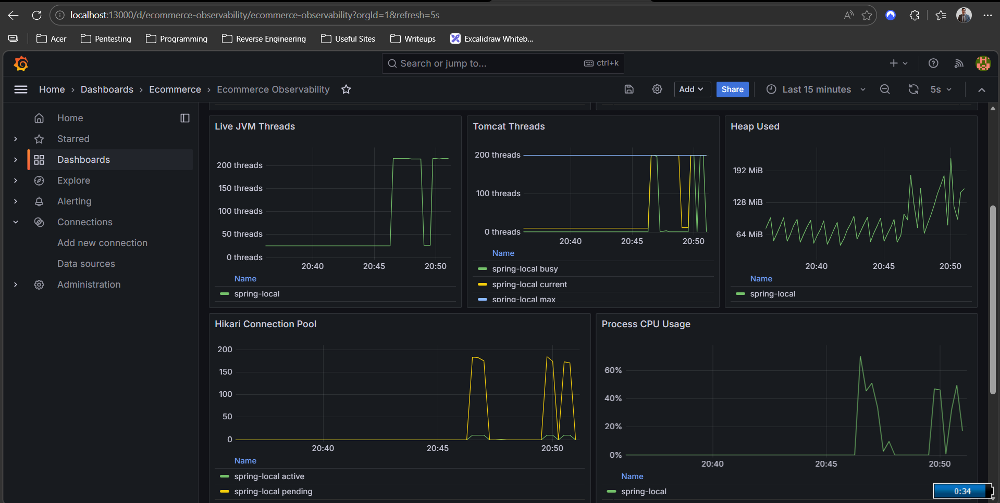 localhost:13000/d/ecommerce-observability/ecommerce-observability?orgId=1&refresh=5s
Acer Pentesting Programming Reverse Engineering Useful Sites Writeups Excalidraw Whiteb...
Search or jump to... ctrl+k
Home › Dashboards › Ecommerce › Ecommerce Observability Add Share Last 15 minutes 5s
Home
Starred
Dashboards
Explore
Alerting
Connections
Add new connection
Data sources
Administration
Live JVM Threads
200 threads
150 threads
100 threads
50 threads
0 threads
20:40 20:45 20:50
Name
spring-local
Tomcat Threads
200 threads
100 threads
0 threads
20:40 20:45 20:50
Name
spring-local busy
spring-local current
spring-local max
Heap Used
192 MiB
128 MiB
64 MiB
20:40 20:45 20:50
Name
spring-local
Hikari Connection Pool
200
150
100
50
0
20:40 20:45 20:50
Name
spring-local active
spring-local pending
Process CPU Usage
60%
40%
20%
0%
20:40 20:45 20:50
Name
spring-local
0:34